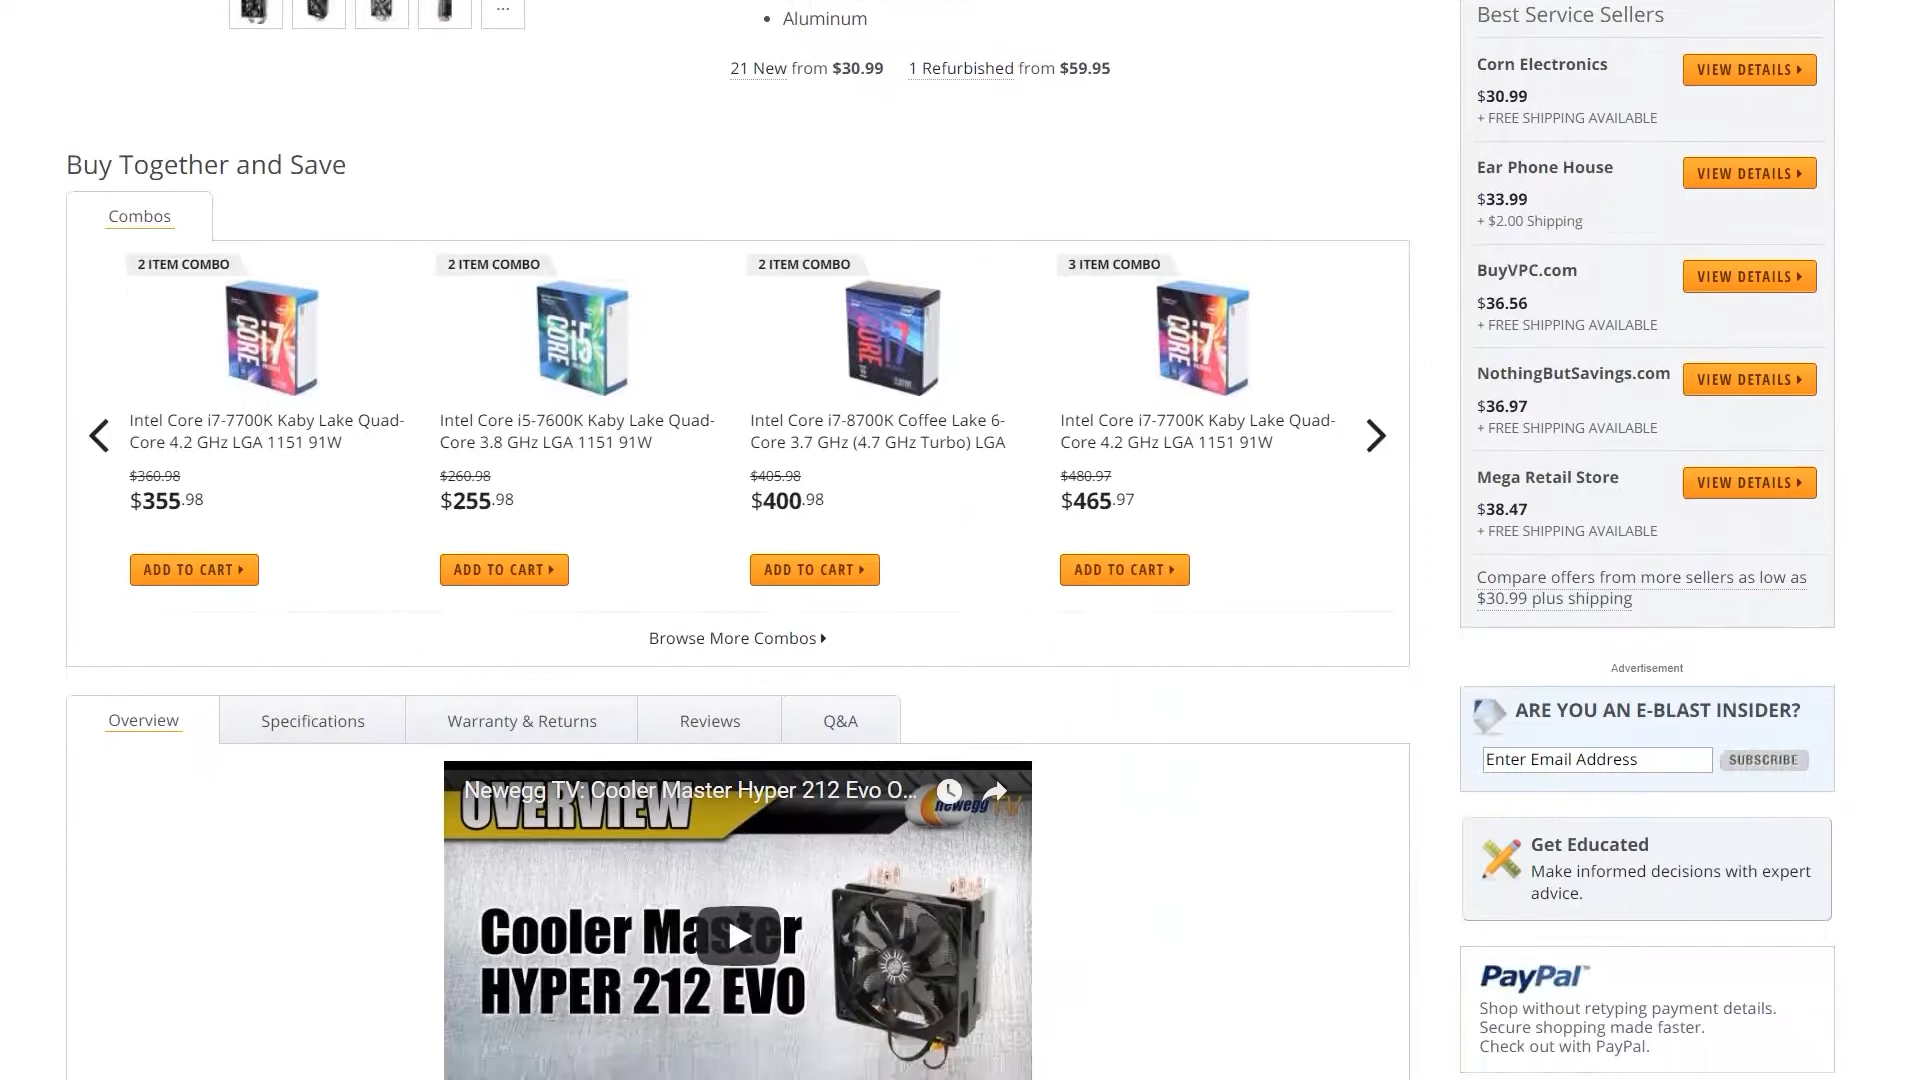 ...
Aluminum
21 New from $30.99 1 Refurbished from $59.95
Buy Together and Save
Combos
2 ITEM COMBO
Intel Core i7-7700K Kaby Lake Quad-
Core 4.2 GHz LGA 1151 91W
$360.98
$355.98
ADD TO CART
2 ITEM COMBO
Intel Core i5-7600K Kaby Lake Quad-
Core 3.8 GHz LGA 1151 91W
$260.98
$255.98
ADD TO CART
2 ITEM COMBO
Intel Core i7-8700K Coffee Lake 6-
Core 3.7 GHz (4.7 GHz Turbo) LGA
$405.98
$400.98
ADD TO CART
3 ITEM COMBO
Intel Core i7-7700K Kaby Lake Quad-
Core 4.2 GHz LGA 1151 91W
$480.97
$465.97
ADD TO CART
CORE i7
CORE i5
CORE i7
CORE i7
Browse More Combos
Overview Specifications Warranty & Returns Reviews Q&A
Newegg TV: Cooler Master Hyper 212 Evo O...
OVERVIEW
newegg TV
Cooler Master
HYPER 212 EVO
Best Service Sellers
Corn Electronics
VIEW DETAILS
$30.99
+ FREE SHIPPING AVAILABLE
Ear Phone House
VIEW DETAILS
$33.99
+ $2.00 Shipping
BuyVPC.com
VIEW DETAILS
$36.56
+ FREE SHIPPING AVAILABLE
NothingButSavings.com
VIEW DETAILS
$36.97
+ FREE SHIPPING AVAILABLE
Mega Retail Store
VIEW DETAILS
$38.47
+ FREE SHIPPING AVAILABLE
Compare offers from more sellers as low as
$30.99 plus shipping
Advertisement
ARE YOU AN E-BLAST INSIDER?
Enter Email Address
SUBSCRIBE
Get Educated
Make informed decisions with expert
advice.
PayPal™
Shop without retyping payment details.
Secure shopping made faster.
Check out with PayPal.